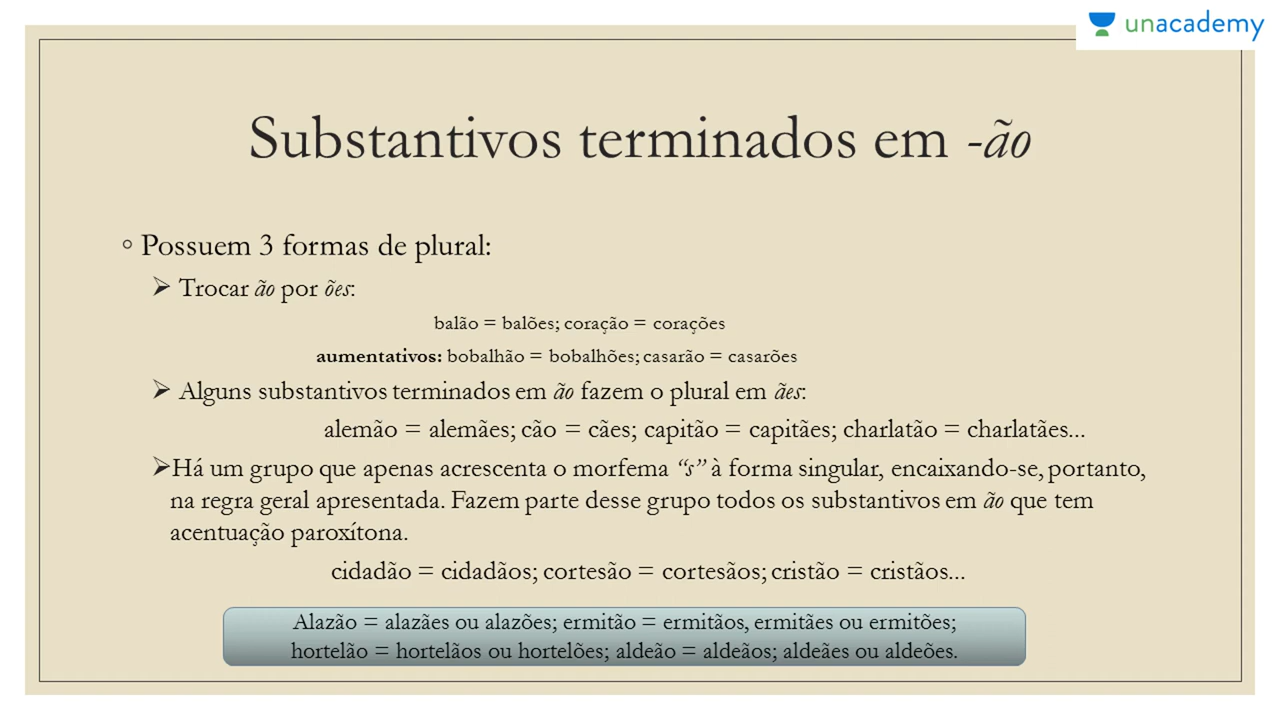 unacademy
Substantivos terminados em -ão
Possuem 3 formas de plural:
Trocar ão por ões:
balão = balões; coração = corações
aumentativos: bobalhão = bobalhões; casarão = casarões
Alguns substantivos terminados em ão fazem o plural em ães:
alemão = alemães; cão = cães; capitão = capitães; charlatão = charlatães...
Há um grupo que apenas acrescenta o morfema “s” à forma singular, encaixando-se, portanto,
na regra geral apresentada. Fazem parte desse grupo todos os substantivos em ão que tem
acentuação paroxítona.
cidadão = cidadãos; cortesão = cortesãos; cristão = cristãos...
Alazão = alazães ou alazões; ermitão = ermitãos, ermitães ou ermitões;
hortelão = hortelãos ou hortelões; aldeão = aldeãos; aldeães ou aldeões.